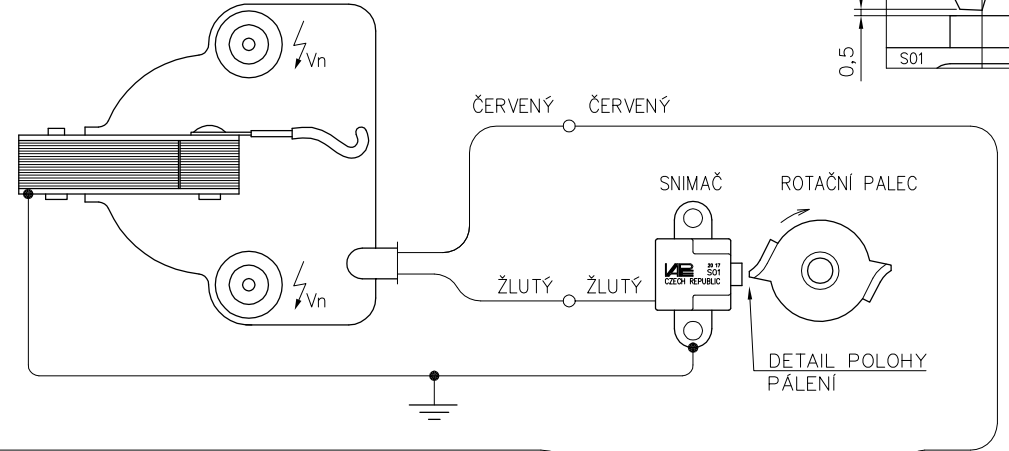 Vn
0,5
S01
ČERVENÝ ČERVENÝ
SNIMAČ ROTAČNÍ PALEC
20 17
S01
CZECH REPUBLIC
Vn
ŽLUTÝ ŽLUTÝ
DETAIL POLOHY
PÁLENÍ